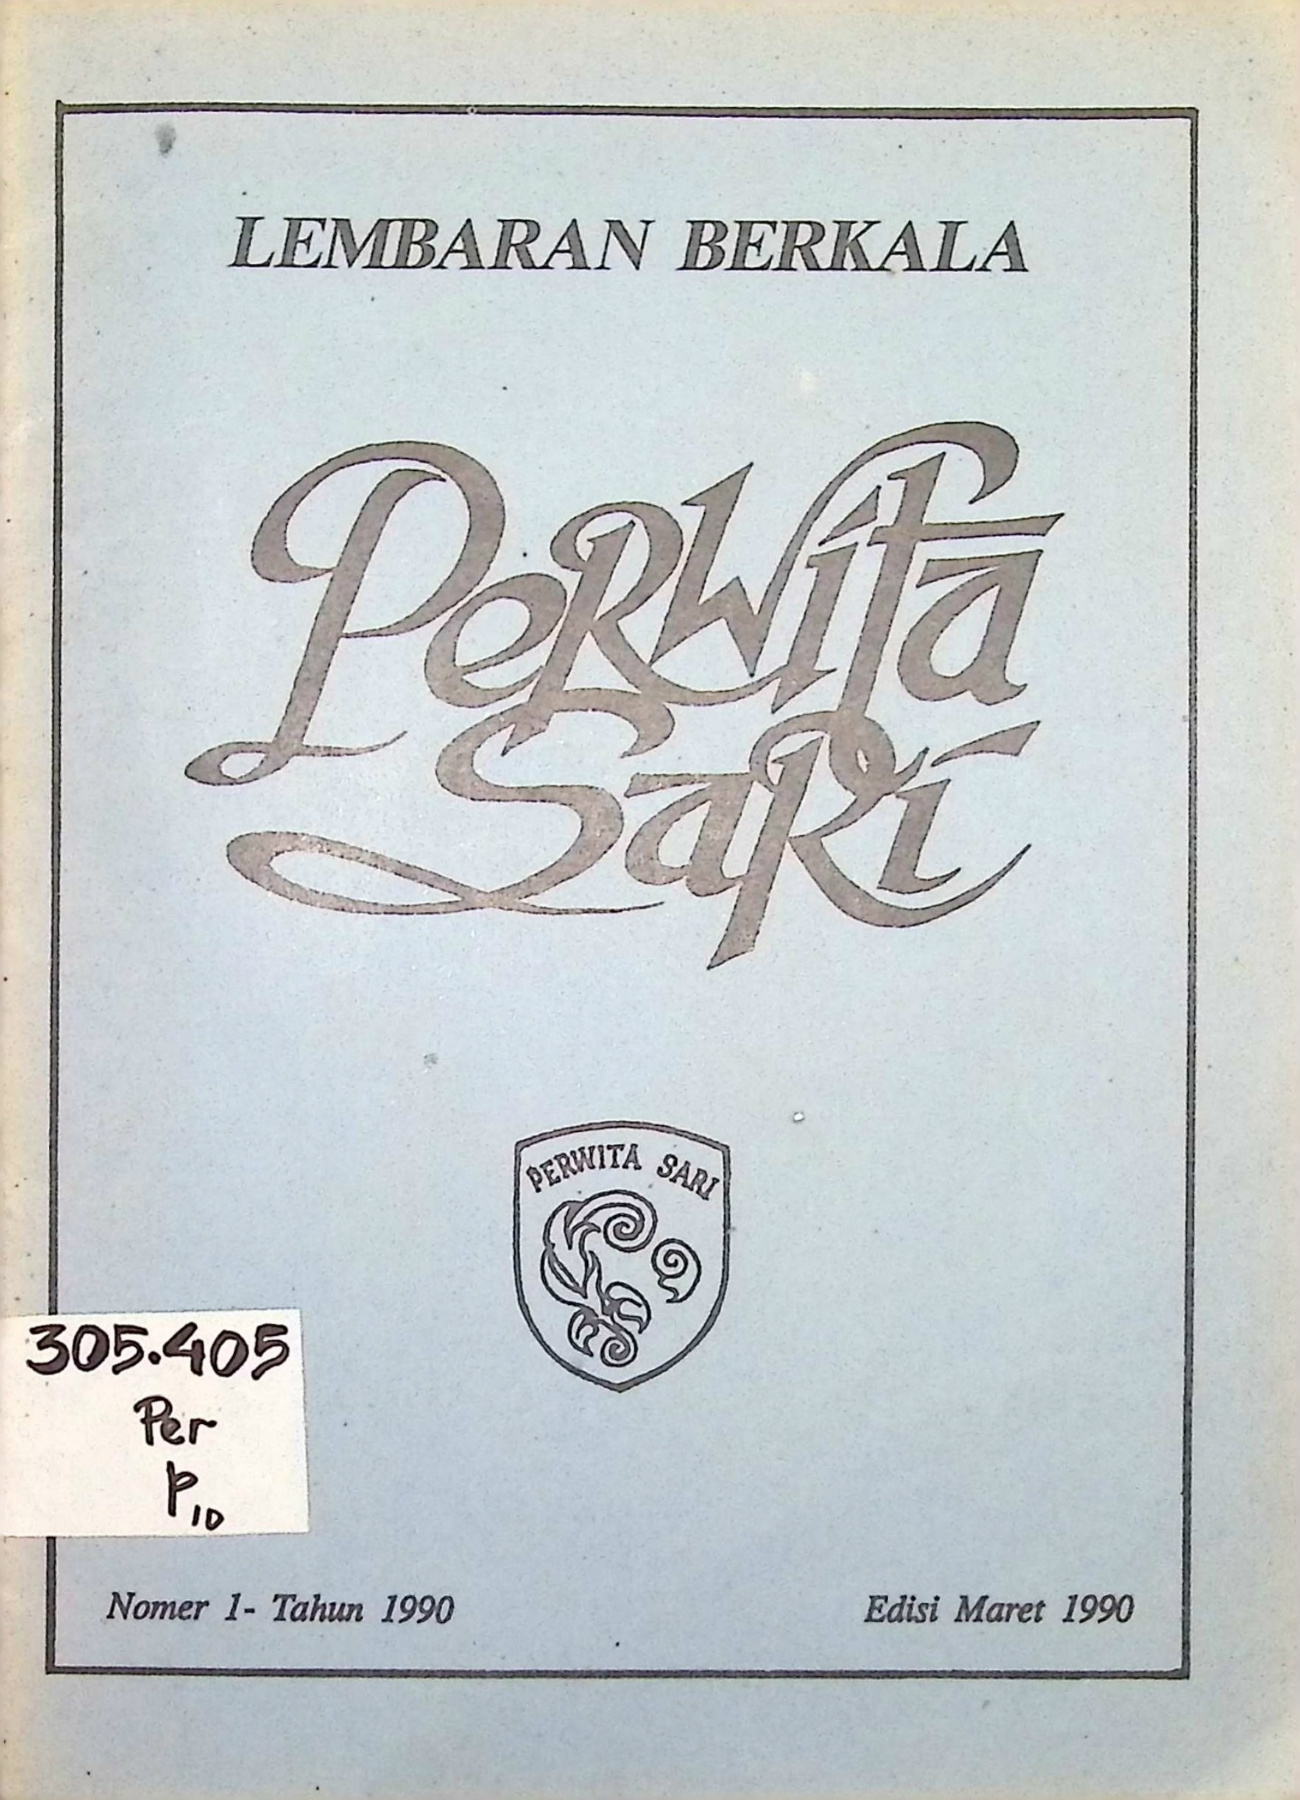 LEMBARAN BERKALA
Perwita
Sari
PERWITA SARI
305.405
Per
p10
Nomer 1- Tahun 1990
Edisi Maret 1990